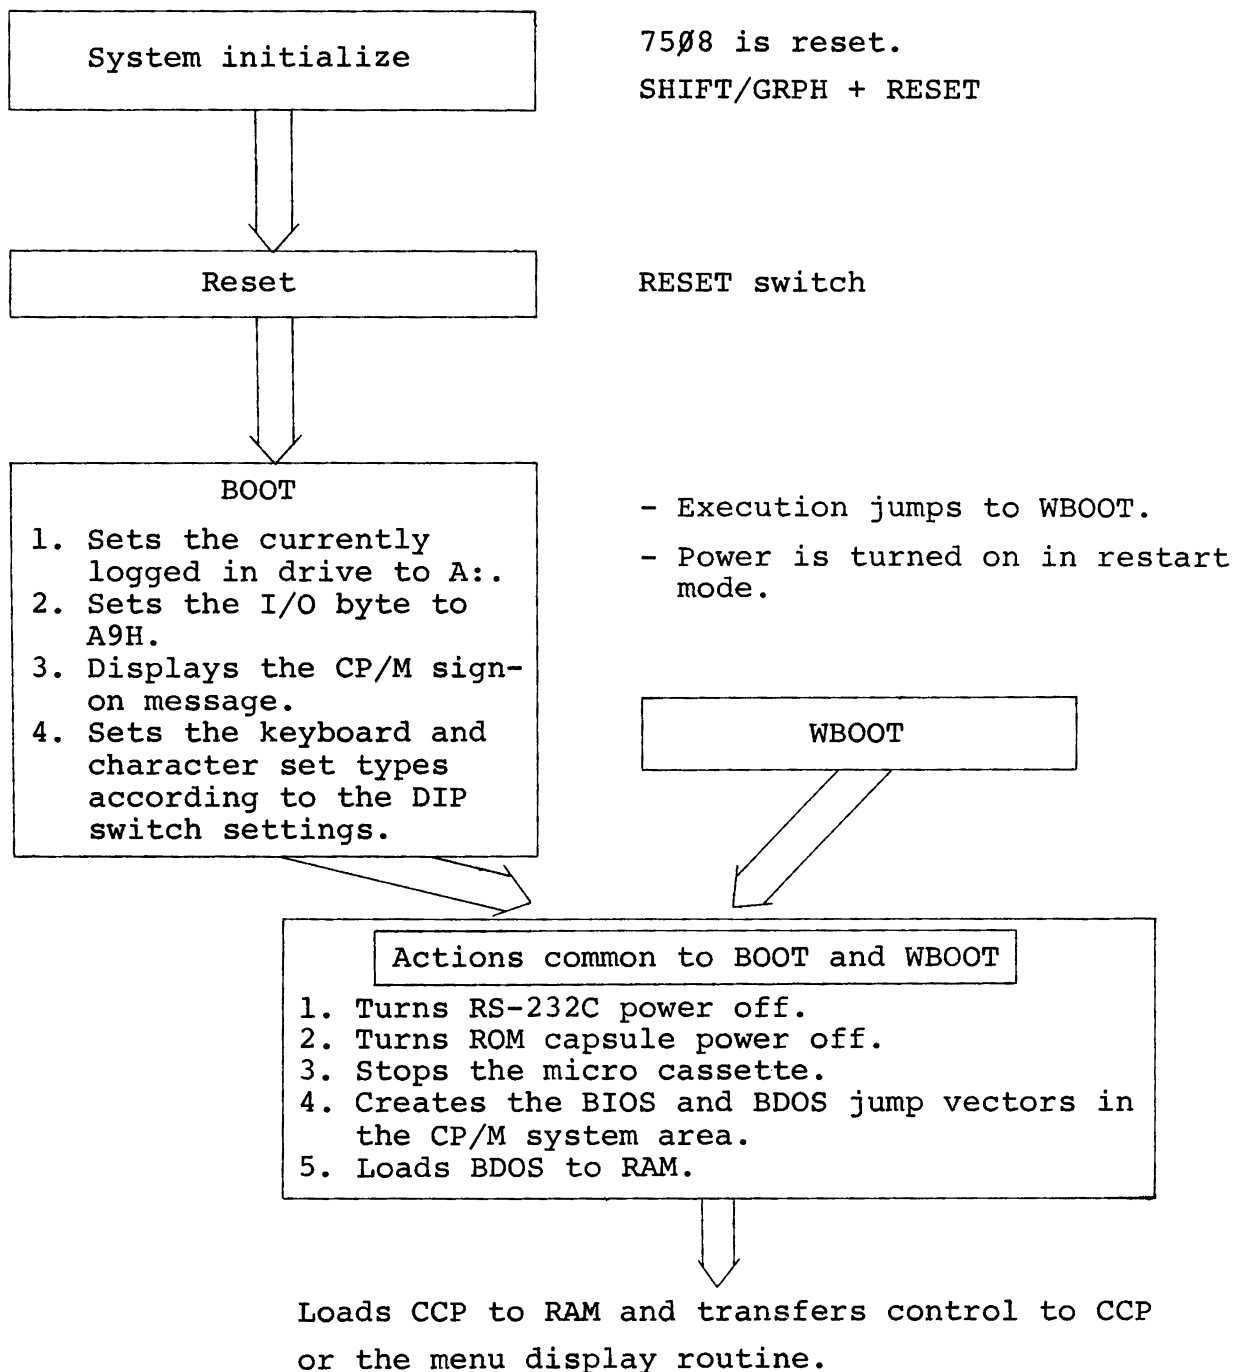 System initialize
75Ø8 is reset.
SHIFT/GRPH + RESET
Reset
RESET switch
BOOT
1. Sets the currently
logged in drive to A:.
2. Sets the I/O byte to
A9H.
3. Displays the CP/M sign-
on message.
4. Sets the keyboard and
character set types
according to the DIP
switch settings.
- Execution jumps to WBOOT.
- Power is turned on in restart
mode.
WBOOT
Actions common to BOOT and WBOOT
1. Turns RS-232C power off.
2. Turns ROM capsule power off.
3. Stops the micro cassette.
4. Creates the BIOS and BDOS jump vectors in
the CP/M system area.
5. Loads BDOS to RAM.
Loads CCP to RAM and transfers control to CCP
or the menu display routine.